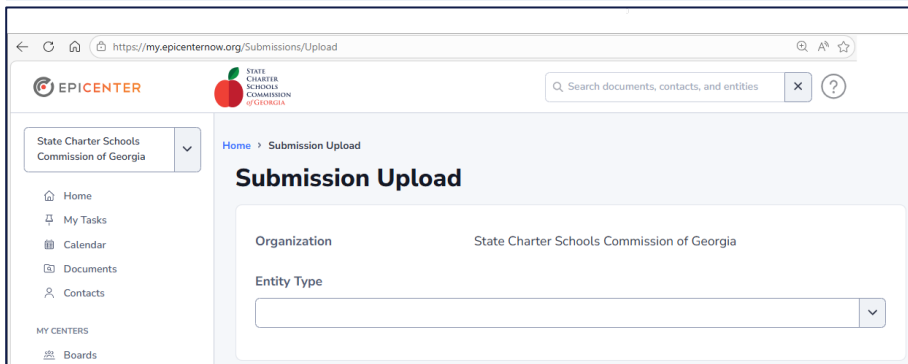 https://my.epicenternow.org/Submissions/Upload
EPICENTER
STATE
CHARTER
SCHOOLS
COMMISSION
of GEORGIA
Search documents, contacts, and entities
State Charter Schools
Commission of Georgia
Home > Submission Upload
Submission Upload
Home
My Tasks
Calendar
Documents
Contacts
MY CENTERS
Boards
Organization State Charter Schools Commission of Georgia
Entity Type